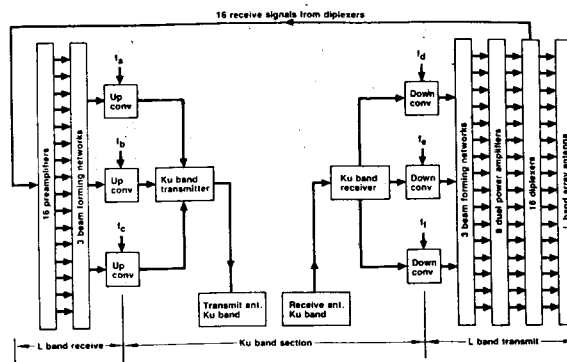 16 receive signals from diplexers
16 preamplifiers
3 beam forming networks
fa
Up conv
fb
Up conv
fc
Up conv
Ku band transmitter
Transmit ant. Ku band
Receive ant. Ku band
Ku band receiver
fd
Down conv
fe
Down conv
ff
Down conv
3 beam forming networks
8 dual power amplifiers
16 diplexers
L band array antenna
L band receive
Ku band section
L band transmit